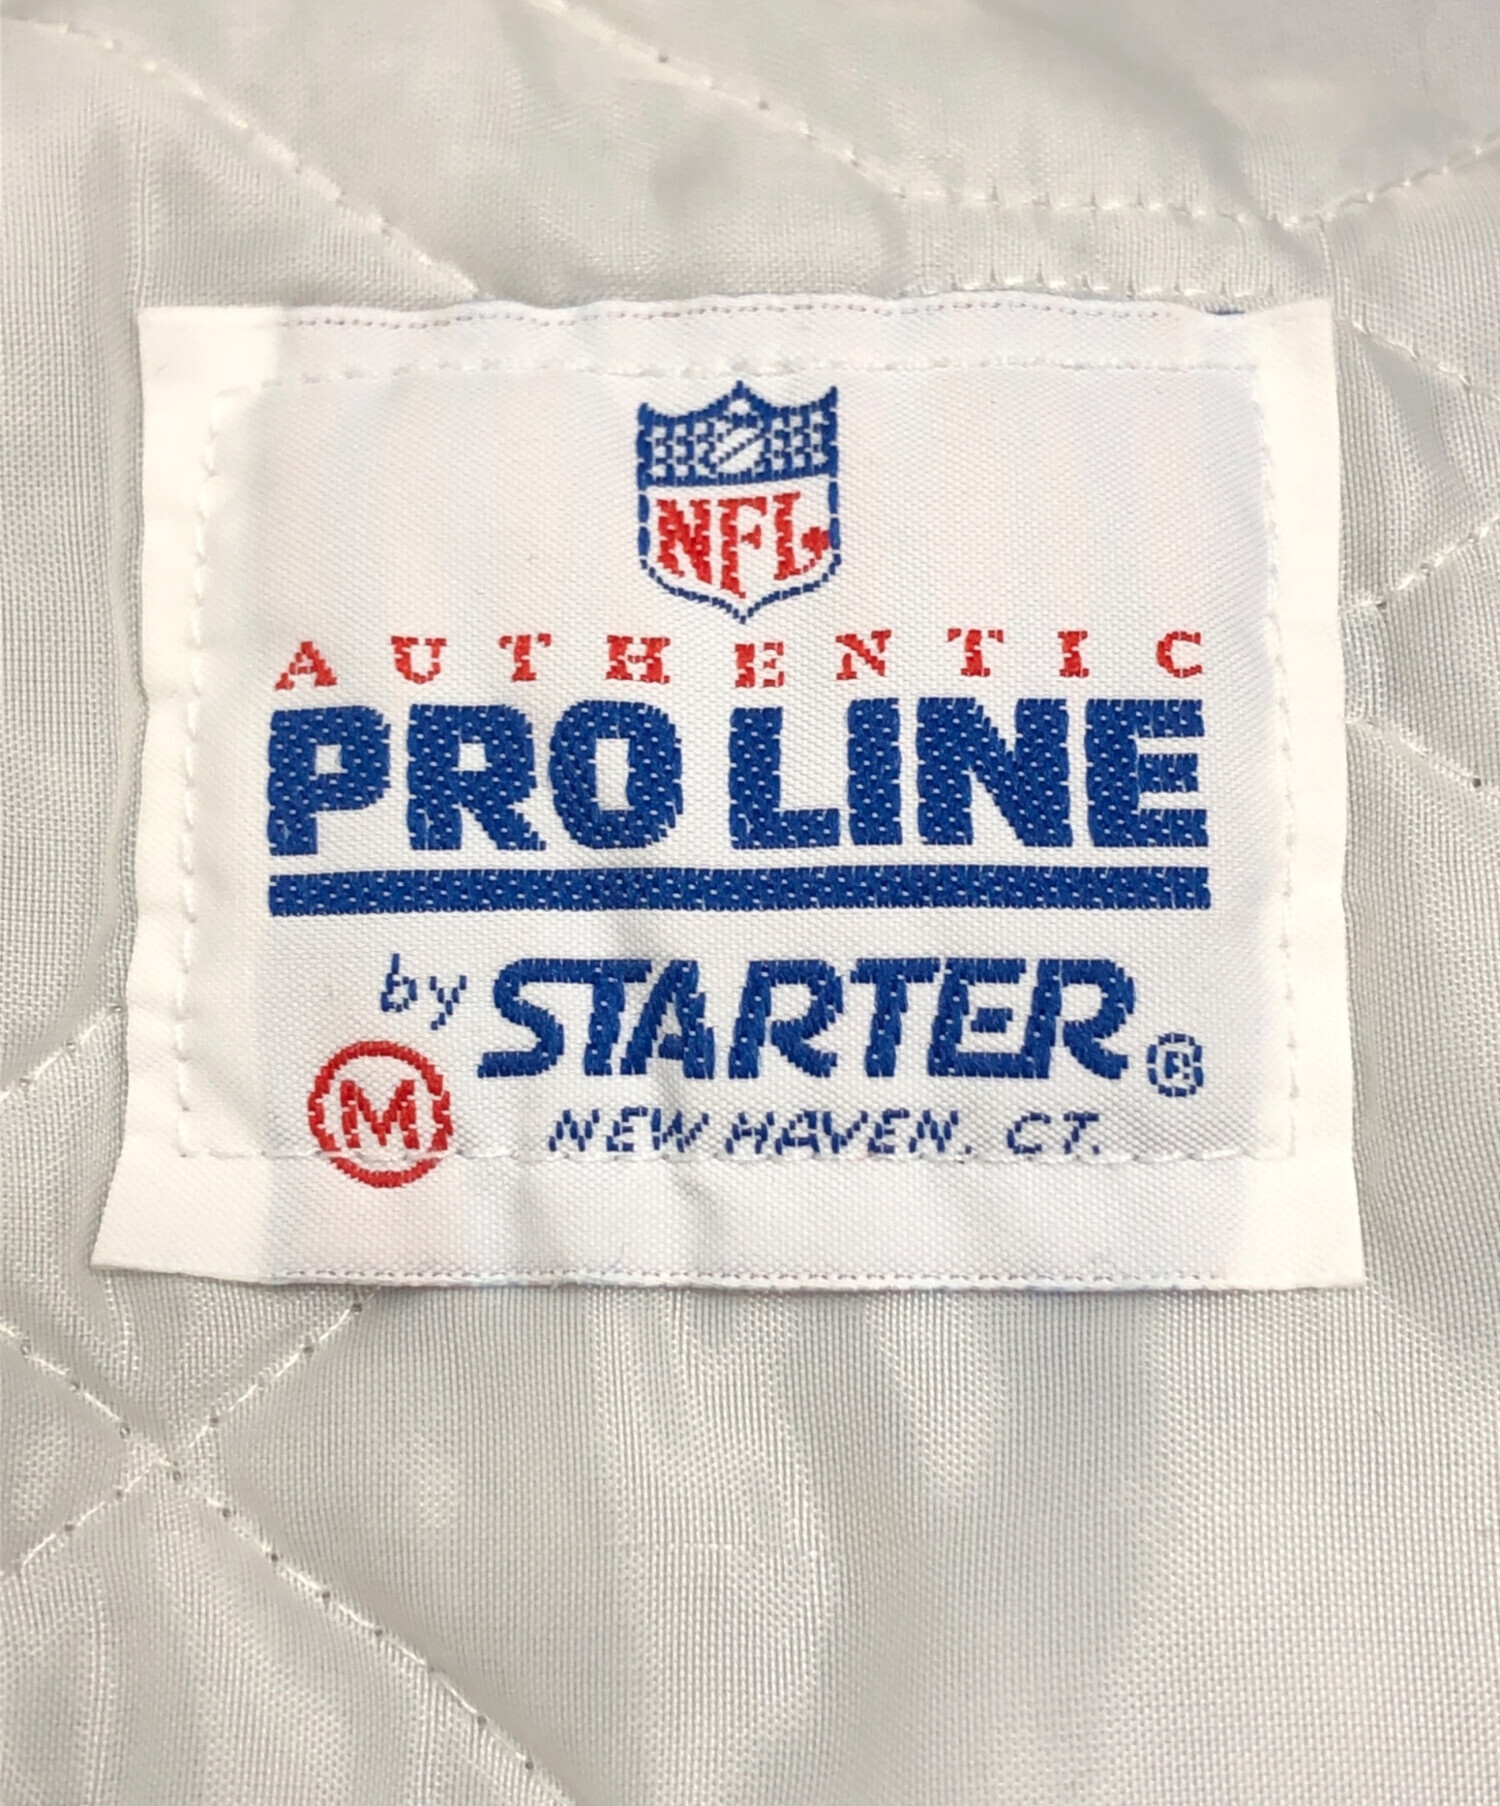 NFL
AUTHENTIC
PRO LINE
by STARTER®
M
NEW HAVEN, CT.